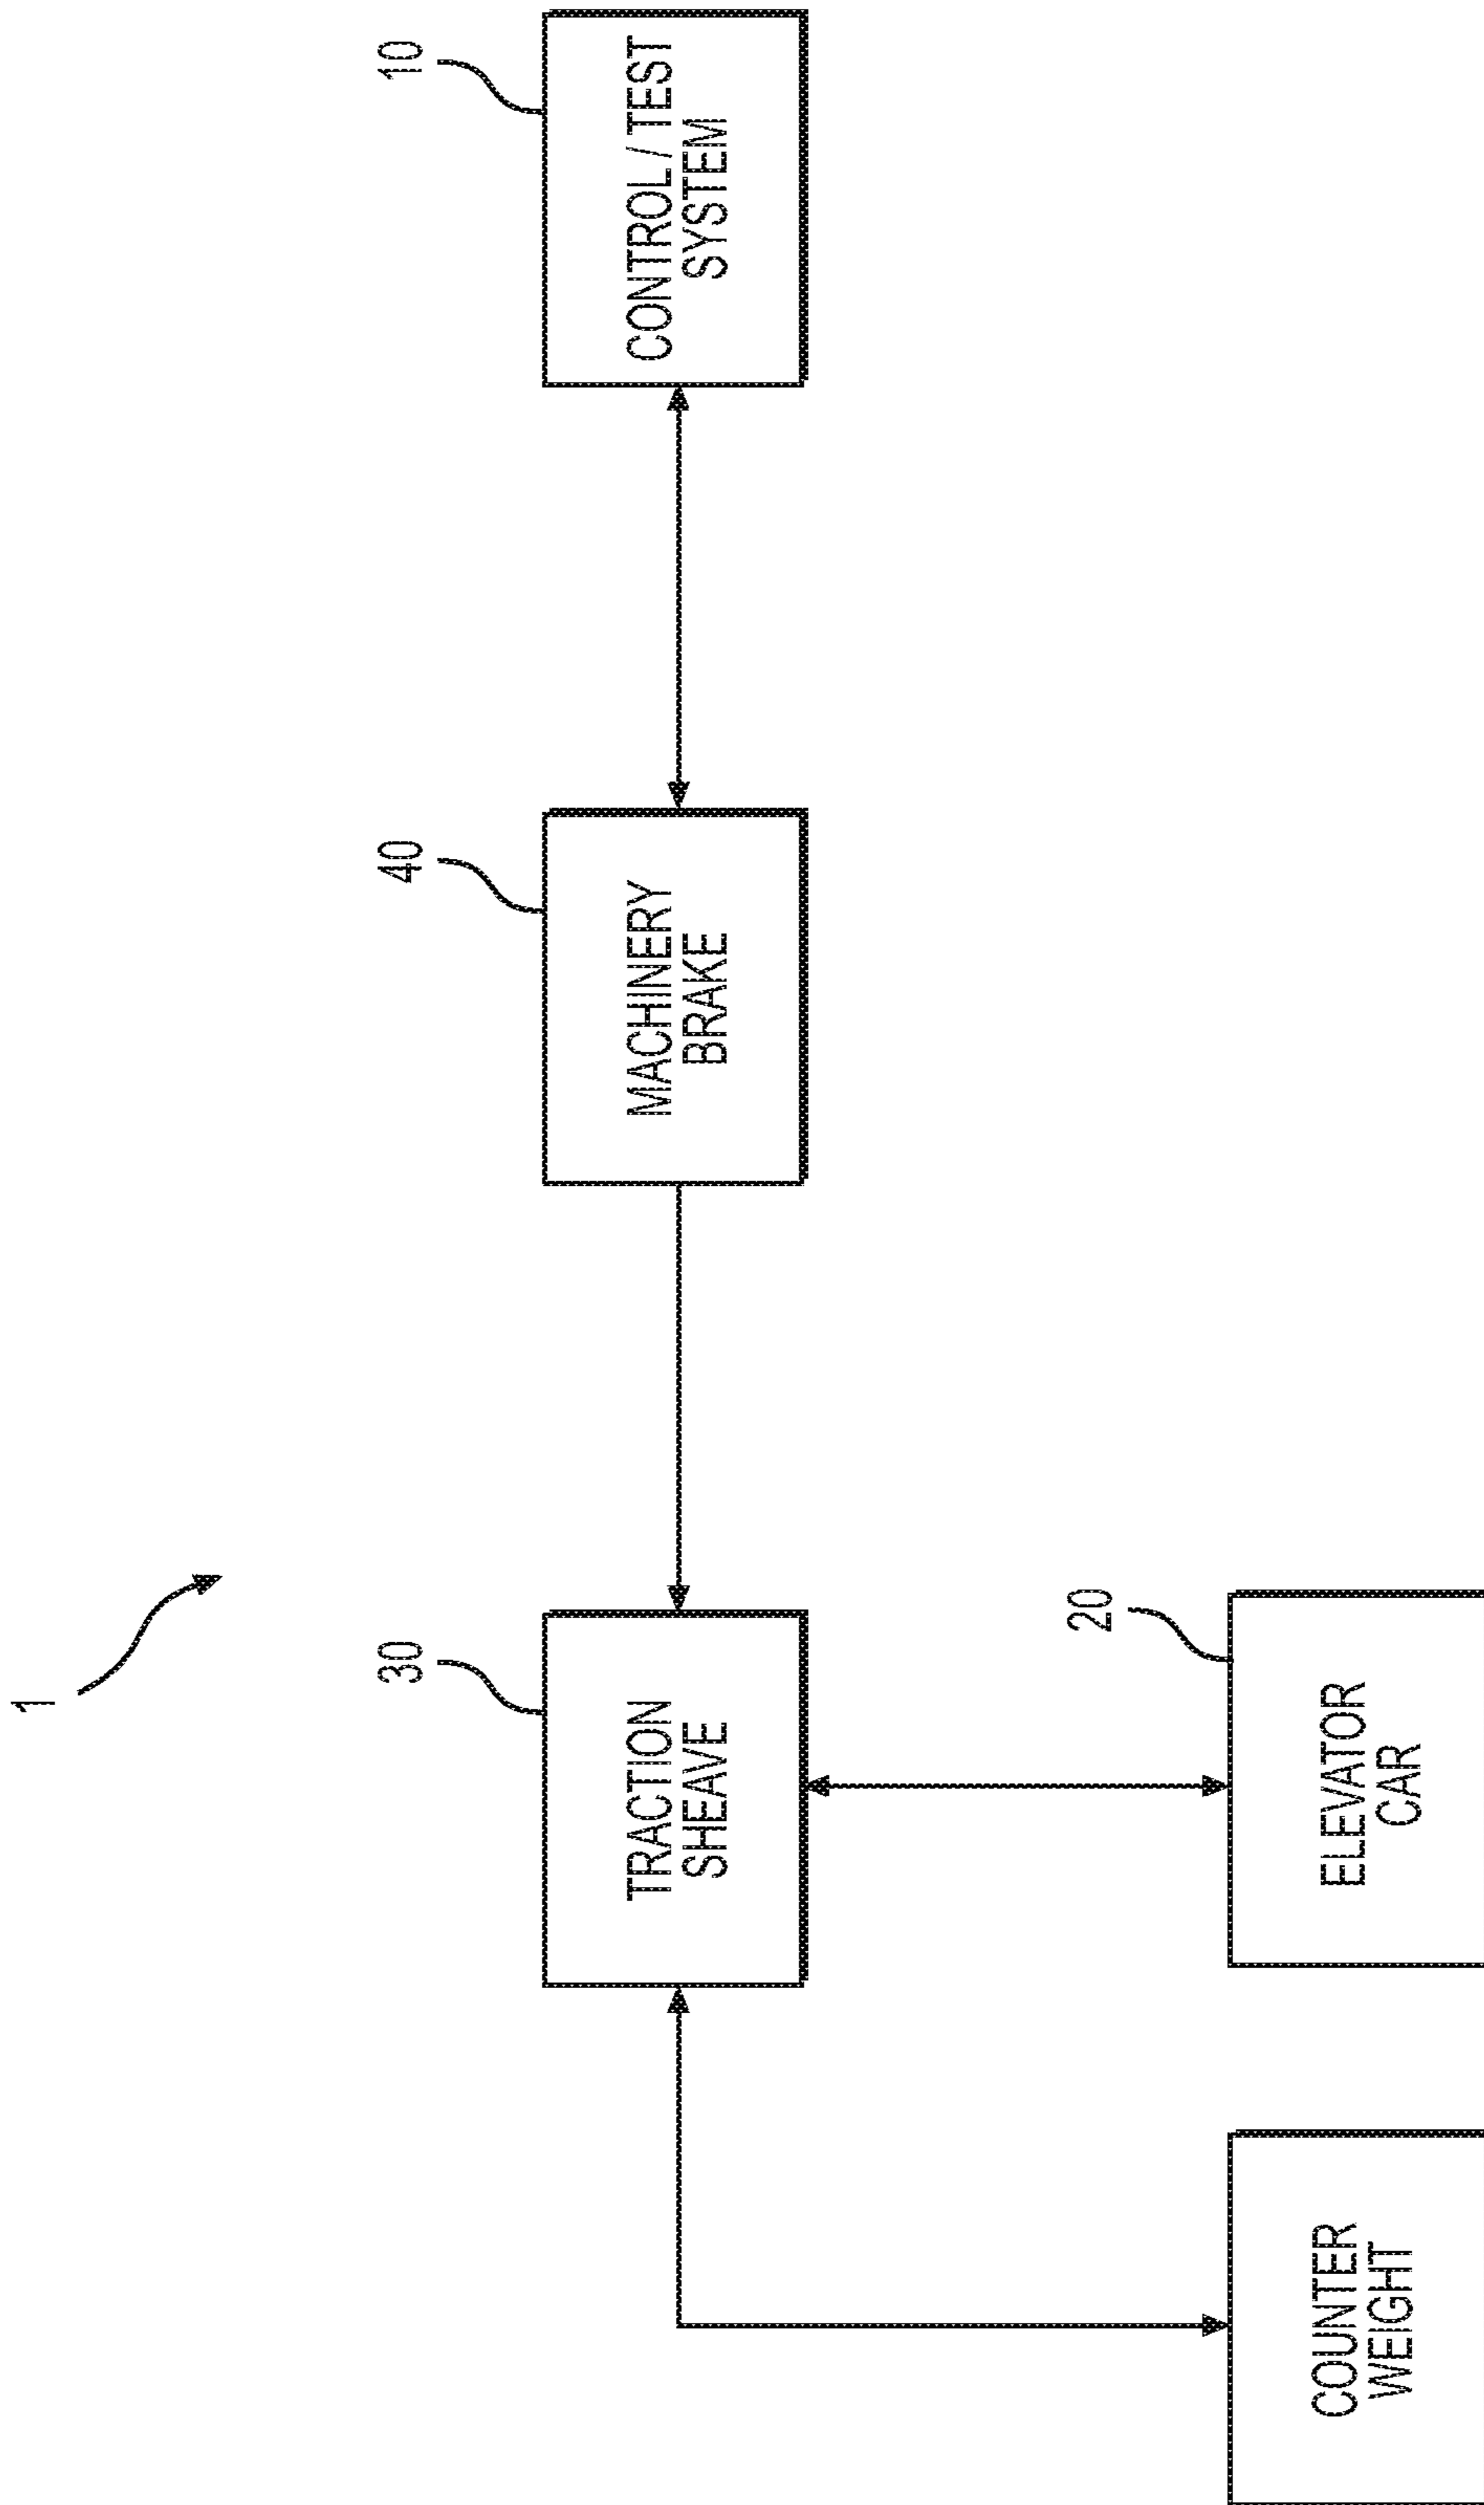 1
30
TRACTION
SHEAVE
40
MACHINERY
BRAKE
10
CONTROL / TEST
SYSTEM
COUNTER
WEIGHT
20
ELEVATOR
CAR